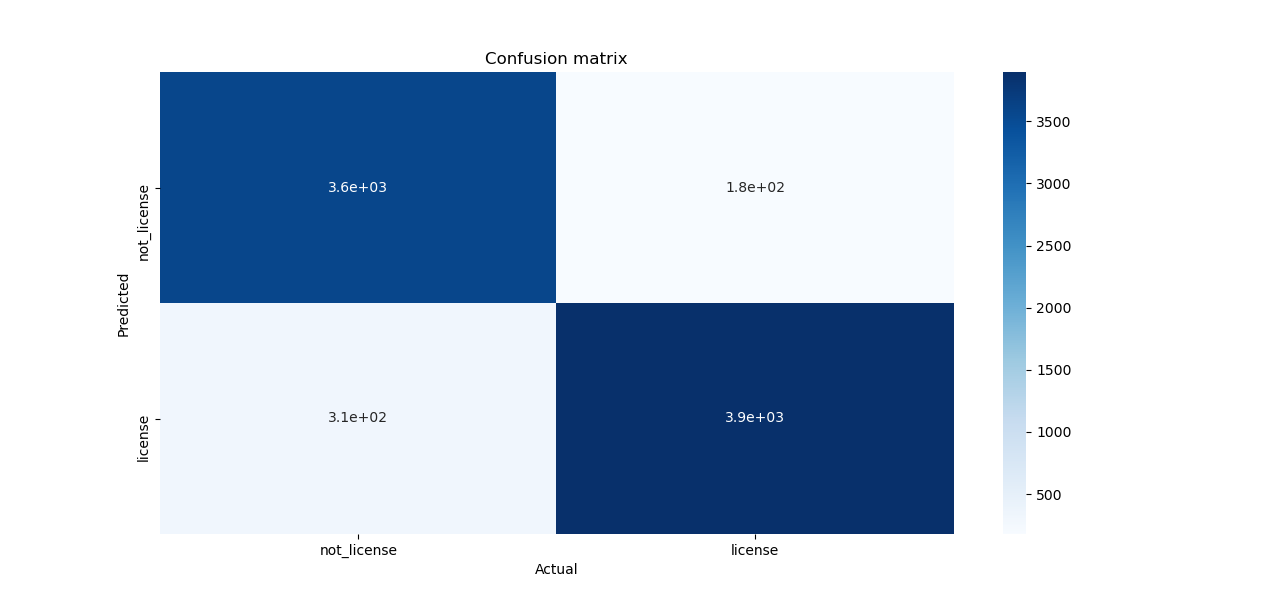 Confusion matrix
not_license
license
Predicted
3.6e+03
1.8e+02
3.1e+02
3.9e+03
not_license
license
Actual
3500
3000
2500
2000
1500
1000
500